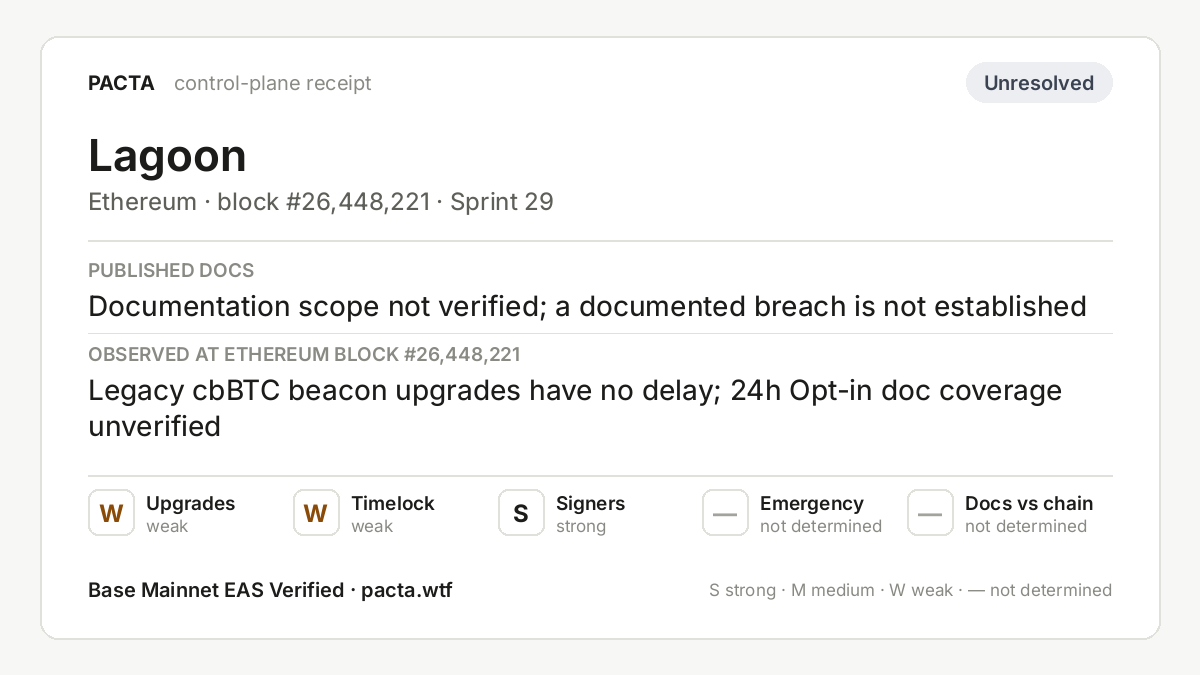 PACTA control-plane receipt
Unresolved
Lagoon
Ethereum · block #26,448,221 · Sprint 29
PUBLISHED DOCS
Documentation scope not verified; a documented breach is not established
OBSERVED AT ETHEREUM BLOCK #26,448,221
Legacy cbBTC beacon upgrades have no delay; 24h Opt-in doc coverage
unverified
W Upgrades
weak
W Timelock
weak
S Signers
strong
— Emergency
not determined
— Docs vs chain
not determined
Base Mainnet EAS Verified · pacta.wtf
S strong · M medium · W weak · — not determined